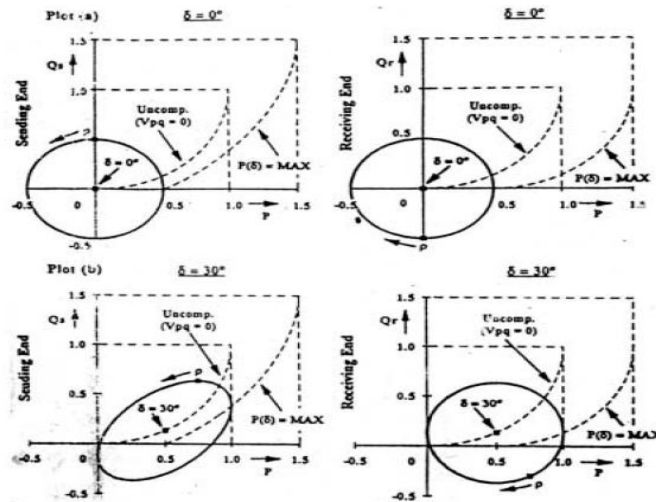 Plot (a)
δ = 0°
1.5
Qs
Sending End
1.0
Uncomp.
(Vpq = 0)
0.5
ρ
δ = 0°
P(δ) = MAX
-0.5
0
0.5
1.0
P
1.5
-0.5
δ = 0°
1.5
Qr
Receiving End
1.0
Uncomp.
(Vpq = 0)
0.5
δ = 0°
P(δ) = MAX
-0.5
0
0.5
1.0
P
1.5
ρ
Plot (b)
δ = 30°
1.5
Qs
Sending End
1.0
Uncomp.
(Vpq = 0)
0.5
ρ
δ = 30°
P(δ) = MAX
0
0.5
1.0
P
1.5
-0.5
δ = 30°
1.5
Qr
Receiving End
1.0
Uncomp.
(Vpq = 0)
0.5
δ = 30°
P(δ) = MAX
0
0.5
1.0
P
1.5
-0.5
ρ